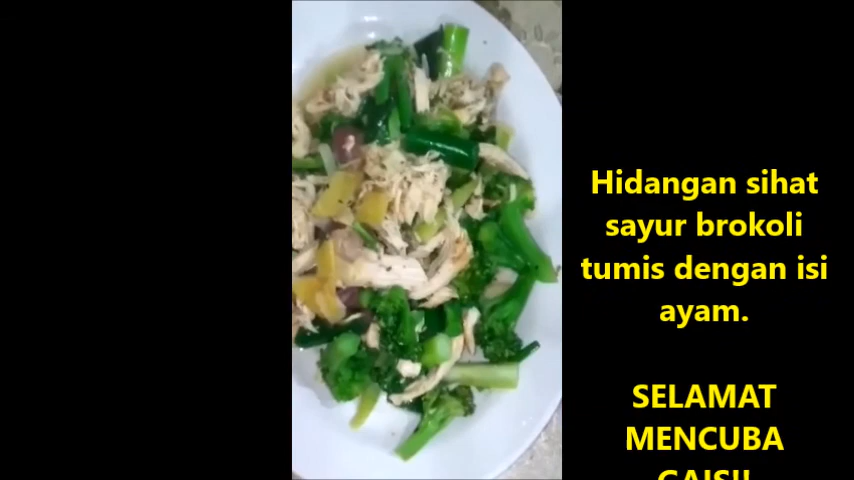 Hidangan sihat
sayur brokoli
tumis dengan isi
ayam.
SELAMAT
MENCUBA